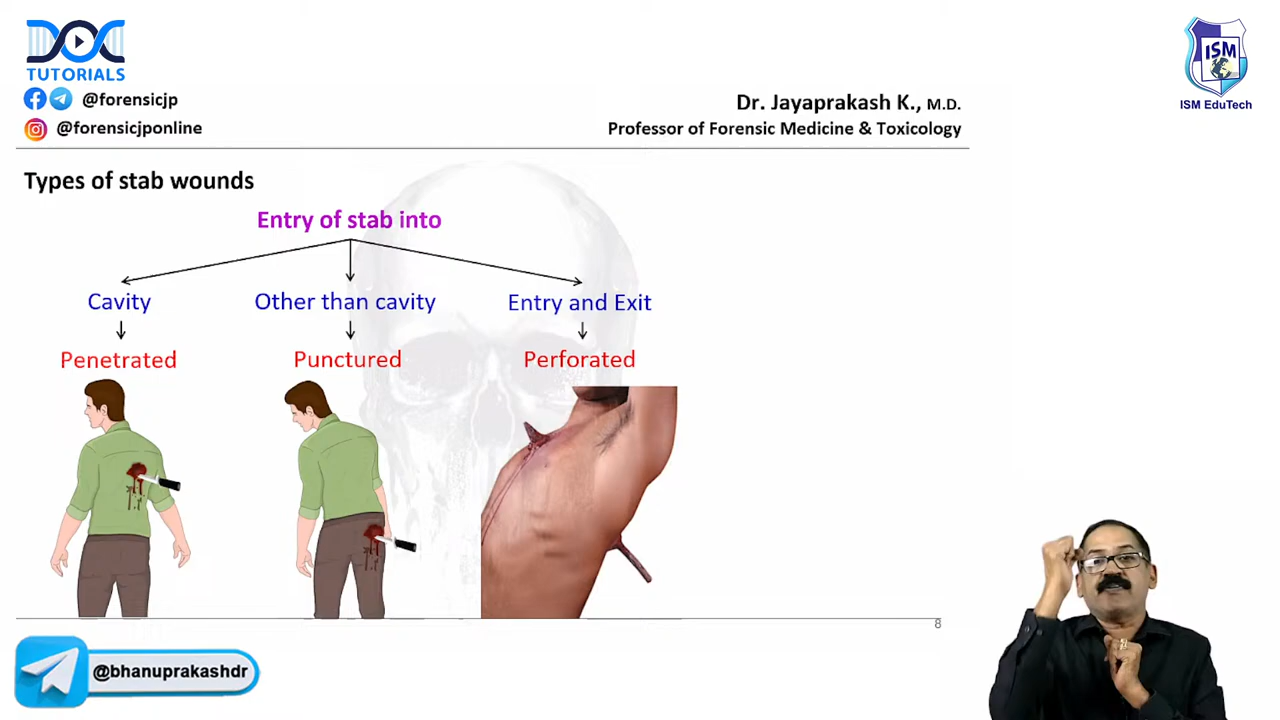 DOC
TUTORIALS
@forensicjp
@forensicjponline
Dr. Jayaprakash K., M.D.
Professor of Forensic Medicine & Toxicology
ISM
ISM EduTech
Types of stab wounds
Entry of stab into
Cavity
Other than cavity
Entry and Exit
Penetrated
Punctured
Perforated
8
@bhanuprakashdr